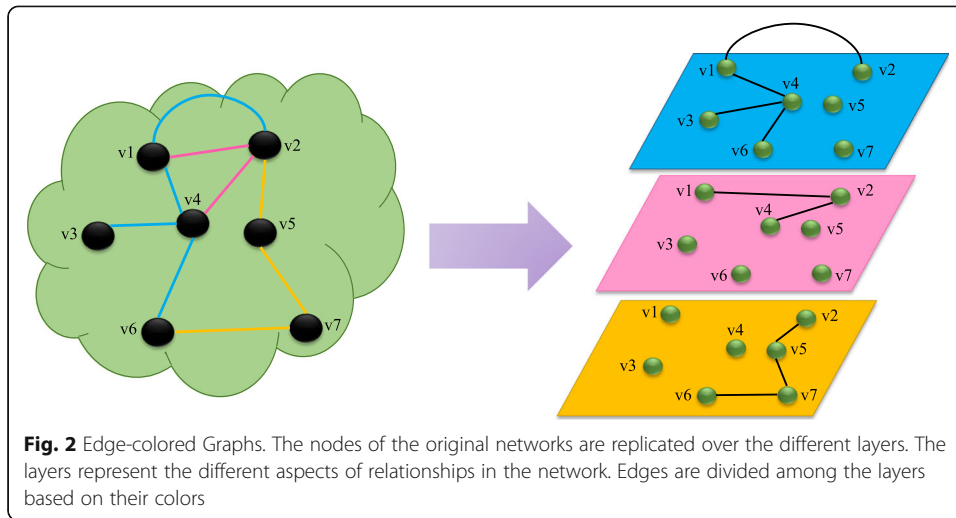 v1
v2
v4
v3
v5
v6
v7
v1
v2
v4
v5
v3
v6
v7
v1
v2
v4
v5
v3
v6
v7
v1
v2
v4
v5
v3
v6
v7
Fig. 2 Edge-colored Graphs. The nodes of the original networks are replicated over the different layers. The
layers represent the different aspects of relationships in the network. Edges are divided among the layers
based on their colors